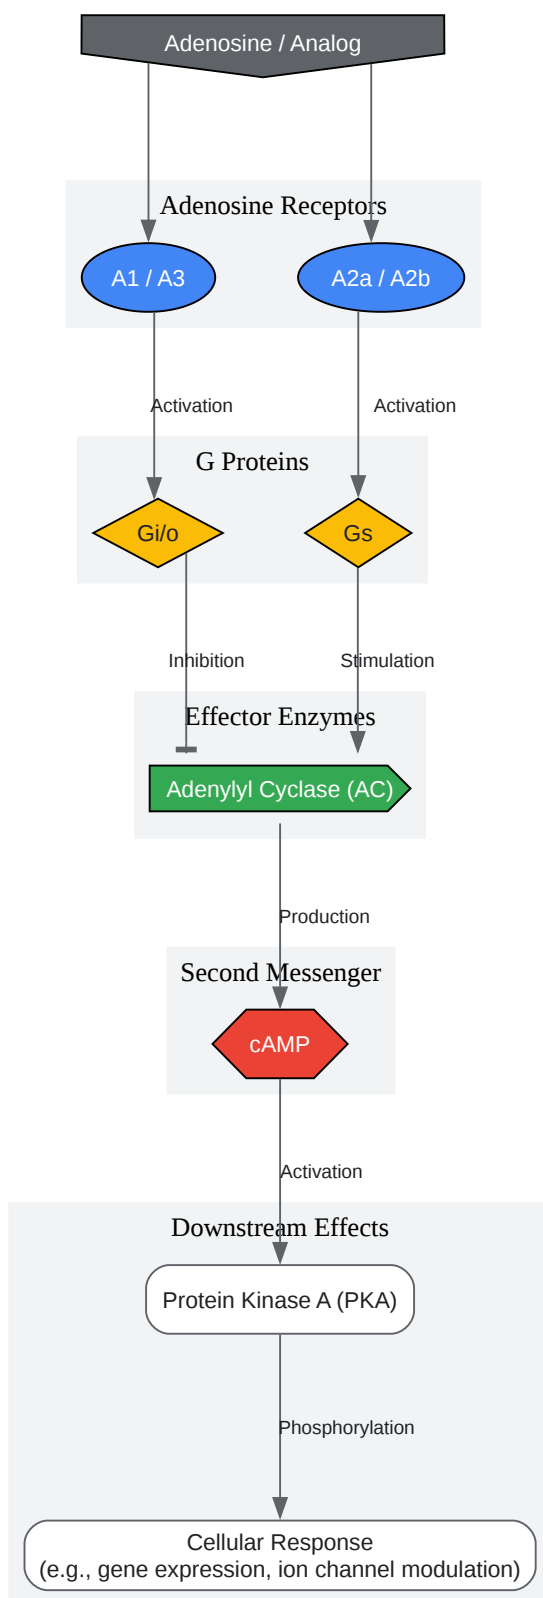 Adenosine / Analog
Adenosine Receptors
A1 / A3
A2a / A2b
Activation
Activation
G Proteins
Gi/o
Gs
Inhibition
Stimulation
Effector Enzymes
Adenylyl Cyclase (AC)
Production
Second Messenger
cAMP
Activation
Downstream Effects
Protein Kinase A (PKA)
Phosphorylation
Cellular Response
(e.g., gene expression, ion channel modulation)